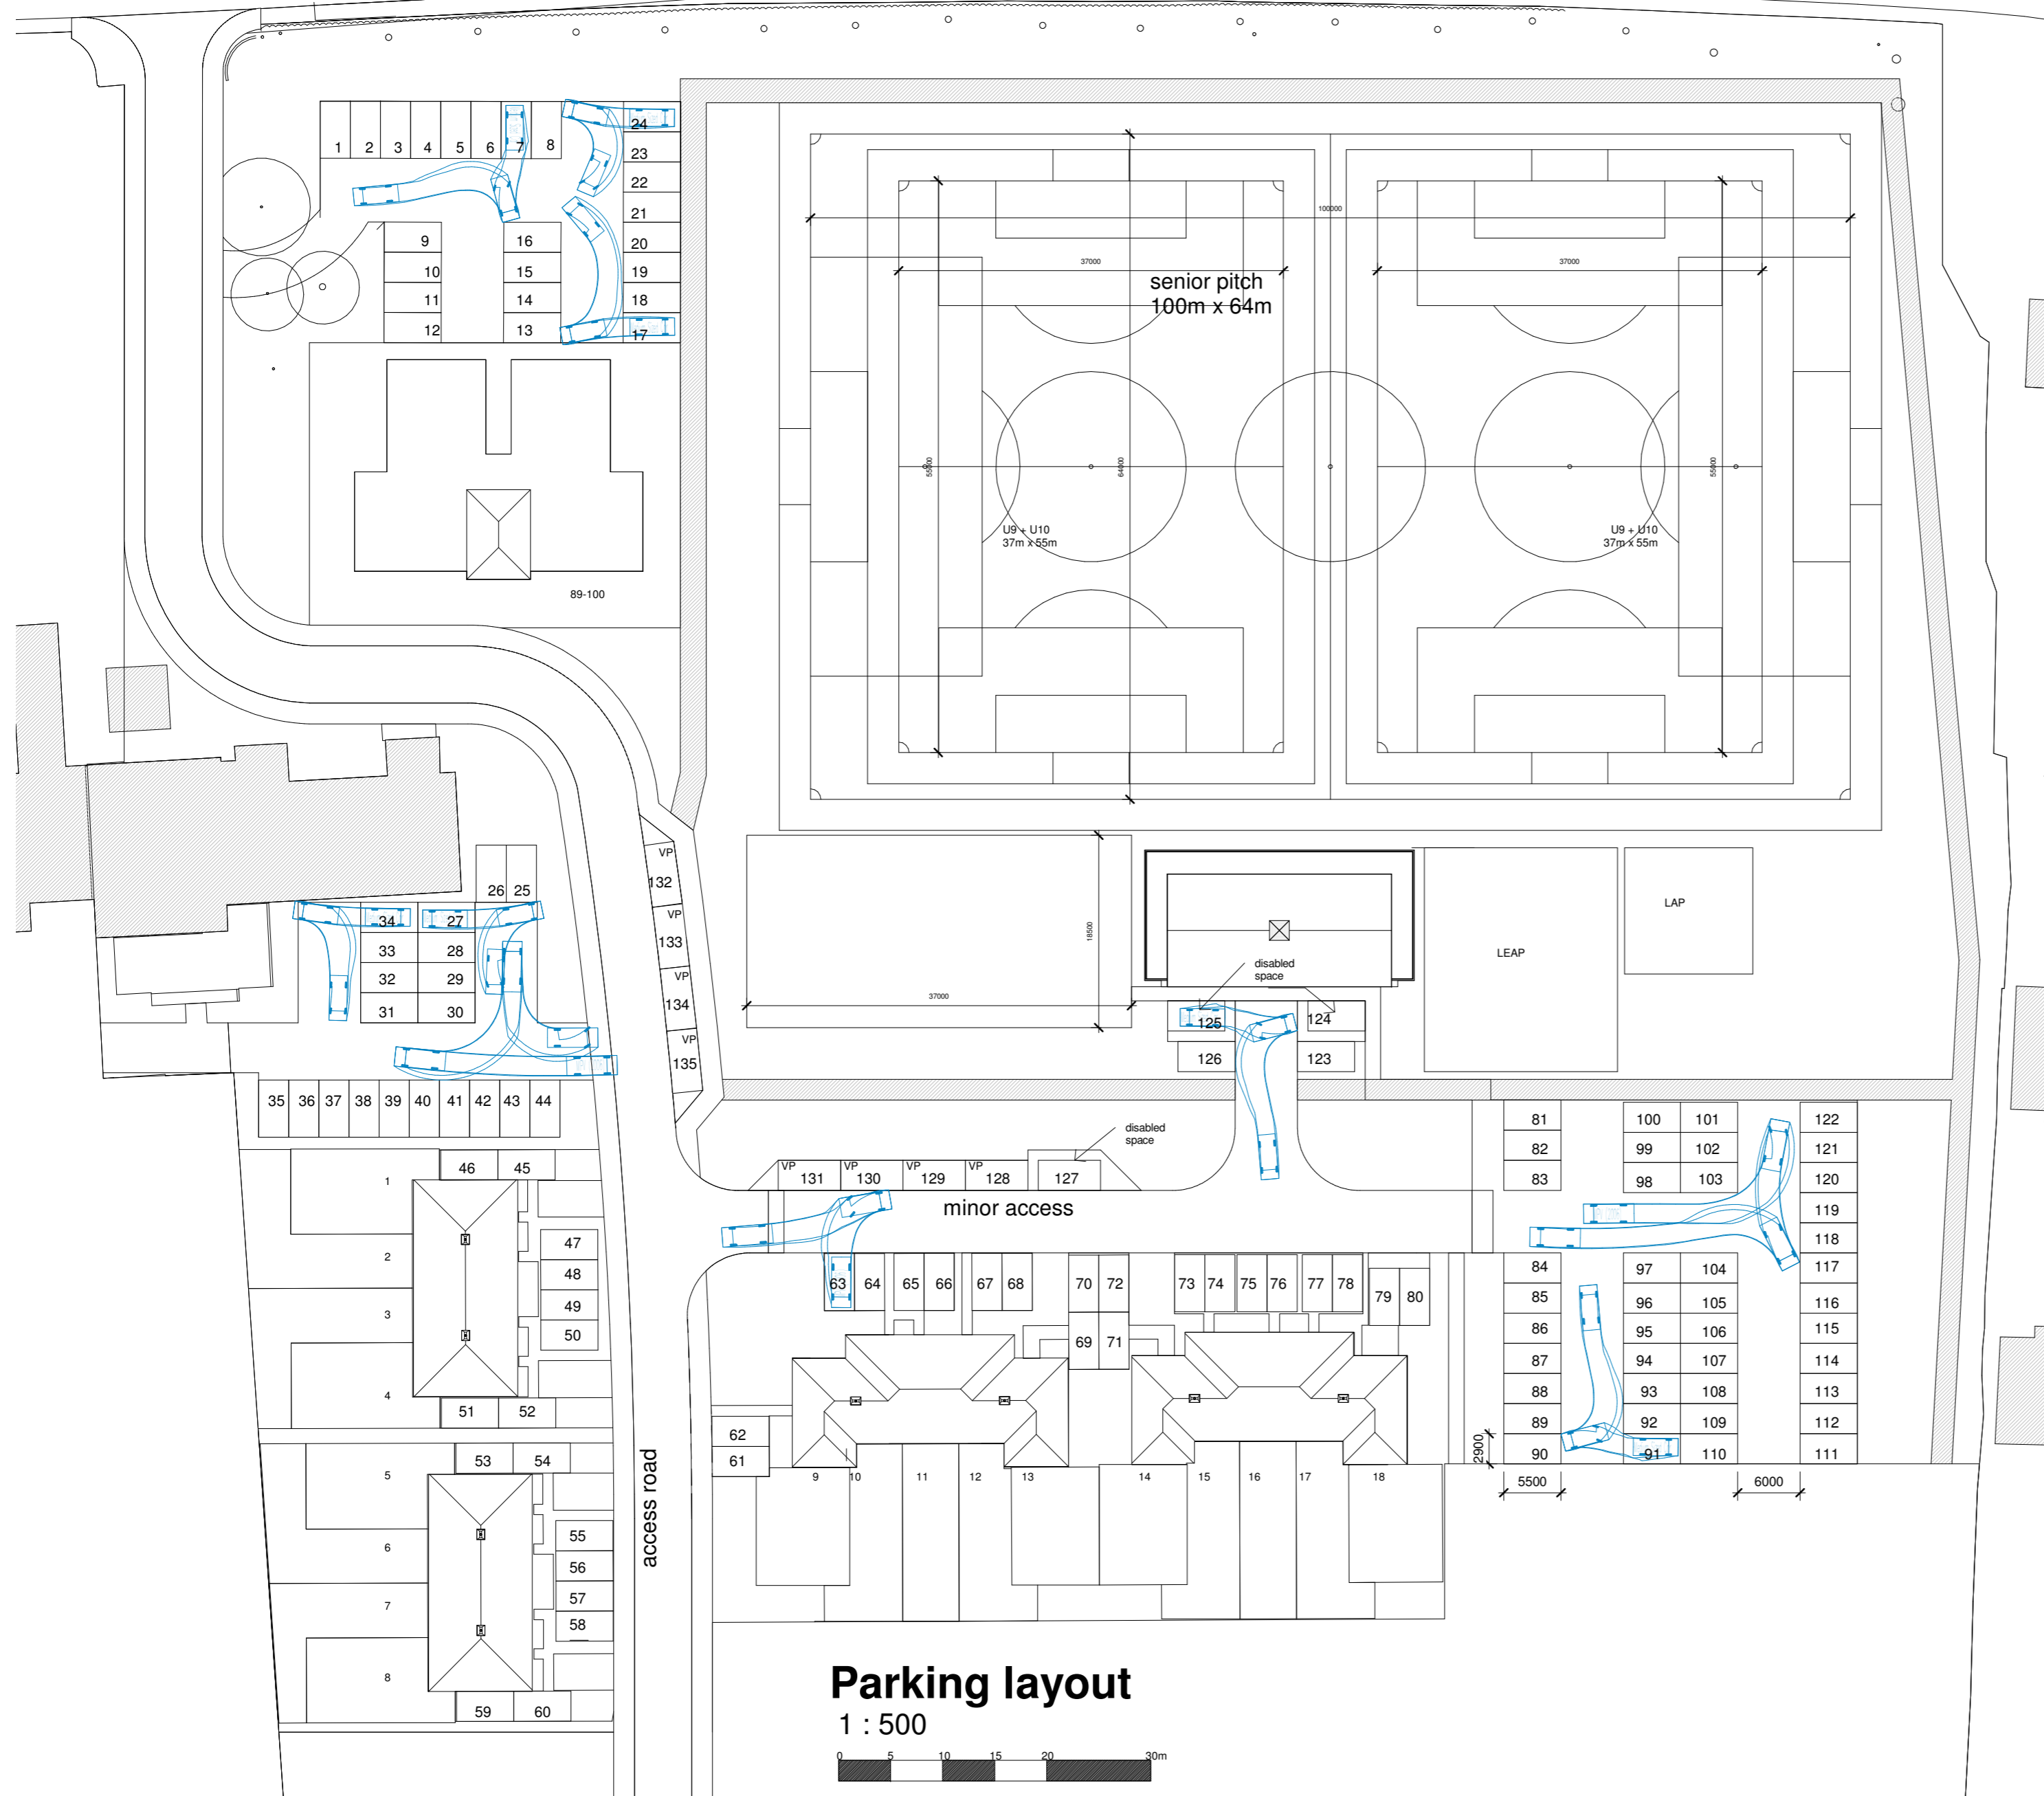 1 2 3 4 5 6 7 8
24
23
22
21
20
19
18
17
9 16
10 15
11 14
12 13
100000
37000 37000
senior pitch
100m x 64m
55000 64000 55000
U9 + U10
37m x 55m
U9 + U10
37m x 55m
89-100
VP
132
VP
133
VP
134
VP
135
26 25
34 27
33 28
32 29
31 30
35 36 37 38 39 40 41 42 43 44
18500
37000
disabled
space
125 124
126 123
LEAP
LAP
disabled
space
VP VP VP VP
131 130 129 128 127
minor access
81 100 101 122
82 99 102 121
83 98 103 120
119
118
84 97 104 117
85 96 105 116
86 95 106 115
87 94 107 114
88 93 108 113
89 92 109 112
90 91 110 111
2900
5500 6000
63 64 65 66 67 68 70 72 73 74 75 76 77 78 79 80
69 71
62
61
9 10 11 12 13 14 15 16 17 18
46 45
1
2
3
4
47
48
49
50
51 52
53 54
5
6
7
8
55
56
57
58
59 60
access road
Parking layout
1 : 500
0 5 10 15 20 30m